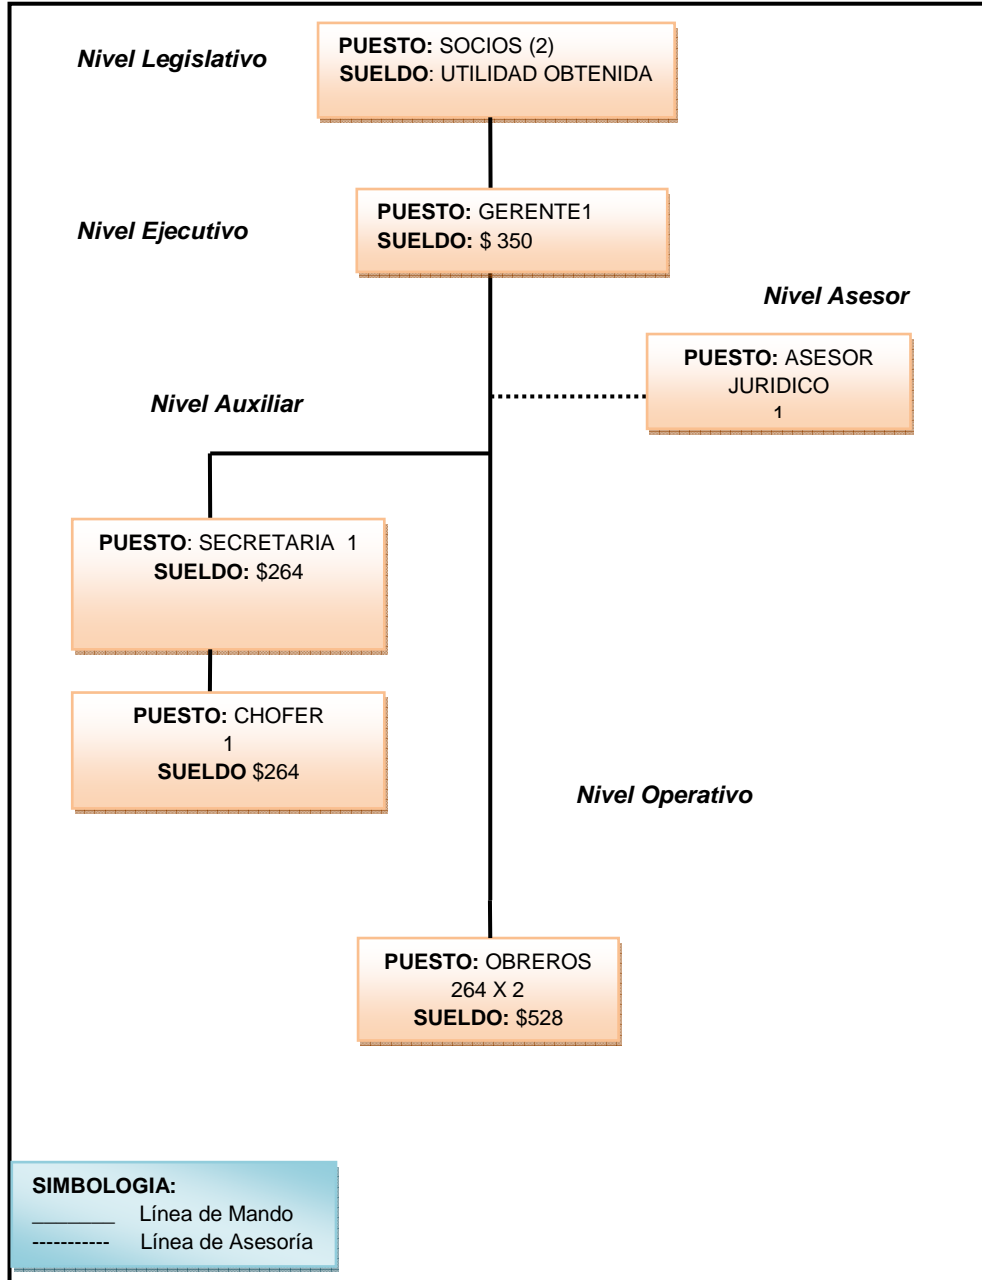 Nivel Legislativo
PUESTO: SOCIOS (2)
SUELDO: UTILIDAD OBTENIDA
Nivel Ejecutivo
PUESTO: GERENTE1
SUELDO: $ 350
Nivel Asesor
PUESTO: ASESOR
JURIDICO
1
Nivel Auxiliar
PUESTO: SECRETARIA 1
SUELDO: $264
PUESTO: CHOFER
1
SUELDO $264
Nivel Operativo
PUESTO: OBREROS
264 X 2
SUELDO: $528
SIMBOLOGIA:
_______ Línea de Mando
----------- Línea de Asesoría